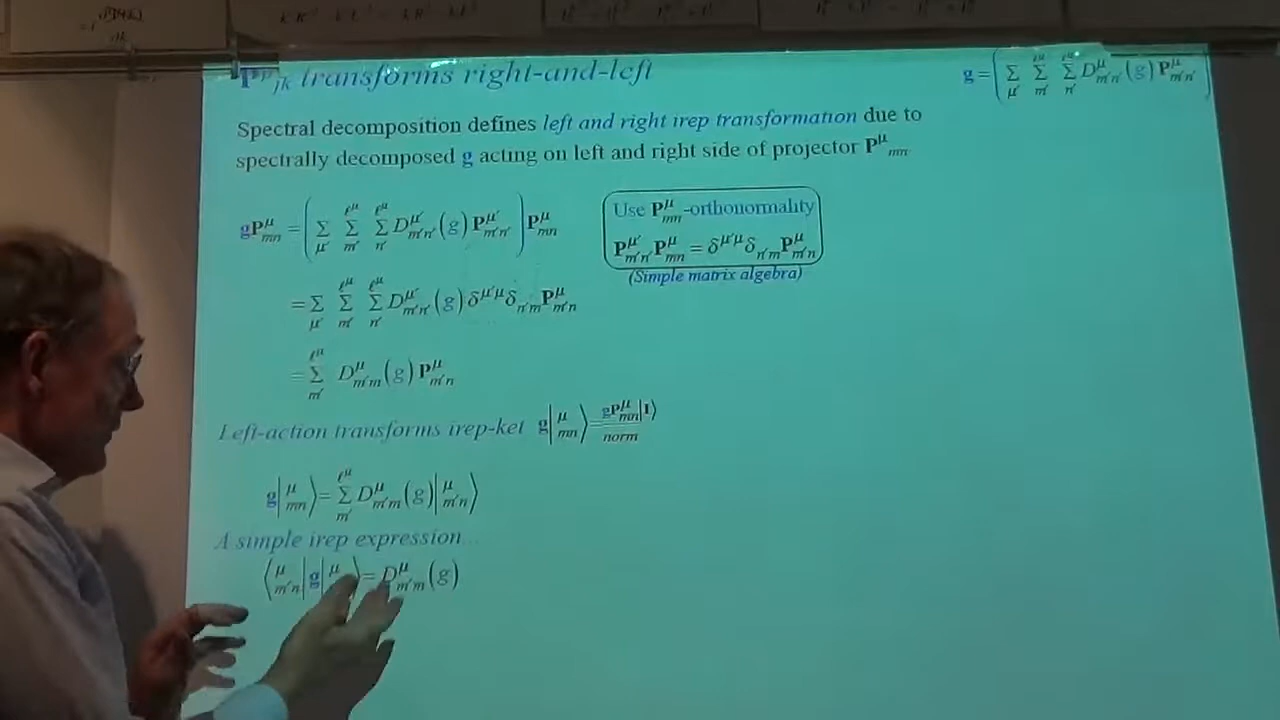 P^μ_jk transforms right-and-left
g = ( Σ_μ' Σ_m'^ℓ^μ Σ_n'^ℓ^μ D^μ'_m'n' (g) P^μ'_m'n' )
Spectral decomposition defines left and right irep transformation due to
spectrally decomposed g acting on left and right side of projector P^μ_mn
gP^μ_mn = ( Σ_μ' Σ_m'^ℓ^μ Σ_n'^ℓ^μ D^μ'_m'n' (g) P^μ'_m'n' ) P^μ_mn
Use P^μ_mn-orthonormality
P^μ'_m'n' P^μ_mn = δ^μ'μ δ_n'm P^μ_m'n
(Simple matrix algebra)
= Σ_μ' Σ_m'^ℓ^μ Σ_n'^ℓ^μ D^μ'_m'n' (g) δ^μ'μ δ_n'm P^μ_m'n
= Σ_m'^ℓ^μ D^μ_m'm (g) P^μ_m'n
Left-action transforms irep-ket g|μ mn⟩ = gP^μ_mn|1⟩ / norm
g|μ mn⟩ = Σ_m'^ℓ^μ D^μ_m'm (g) |μ m'n⟩
A simple irep expression...
⟨μ m'n|g|μ ⟩ = D^μ_m'm (g)